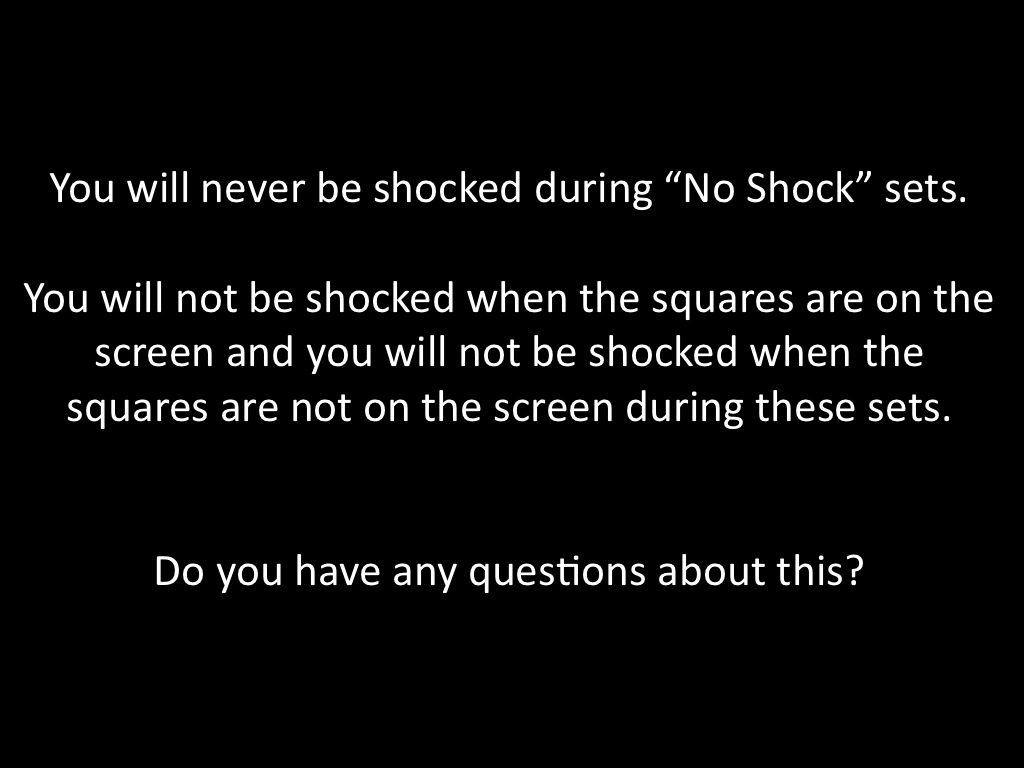 You will never be shocked during “No Shock” sets.
You will not be shocked when the squares are on the
screen and you will not be shocked when the
squares are not on the screen during these sets.
Do you have any questions about this?